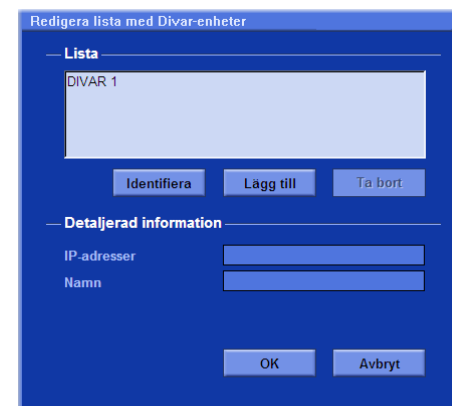 Redigera lista med Divar-enheter
Lista
DIVAR 1
Identifiera Lägg till Ta bort
Detaljerad information
IP-adresser
Namn
OK Avbryt